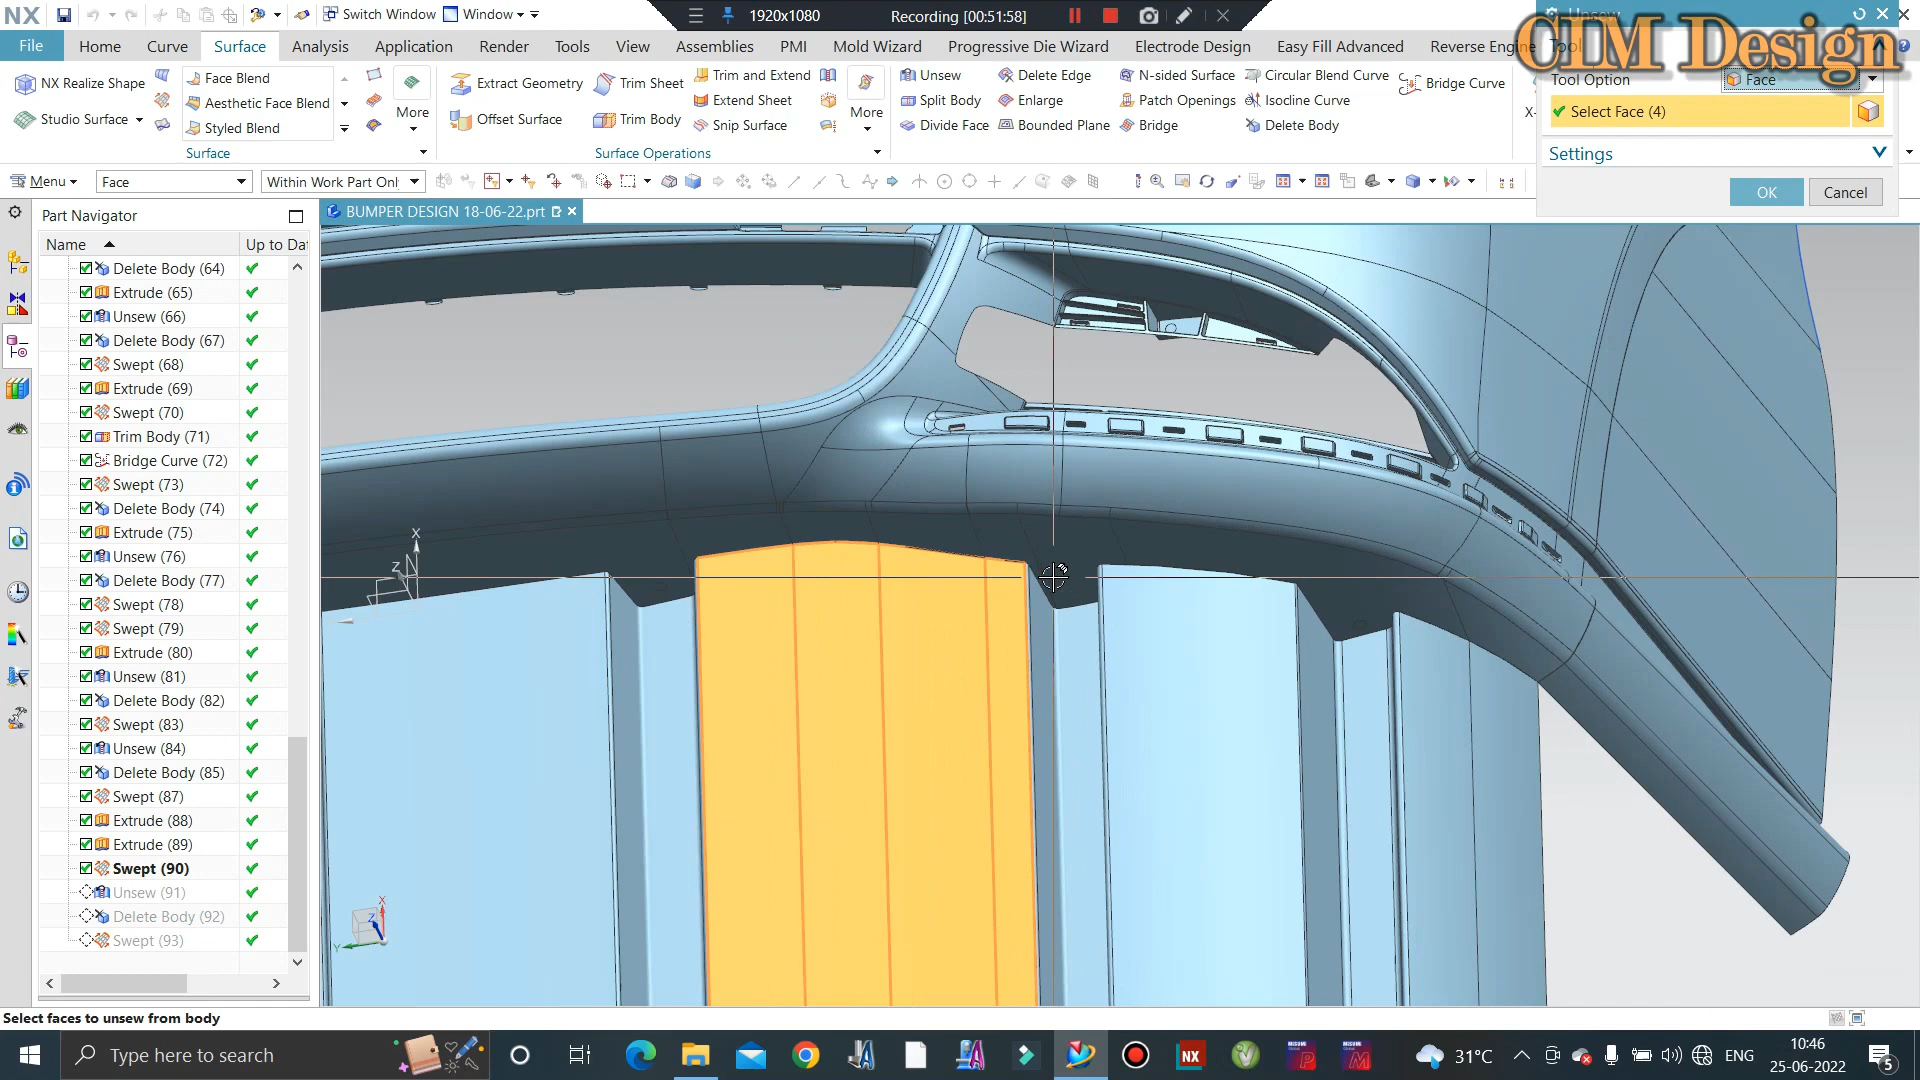 NX
Switch Window
Window
1920x1080
Recording [00:51:58]
CIM Design
File
Home
Curve
Surface
Analysis
Application
Render
Tools
View
Assemblies
PMI
Mold Wizard
Progressive Die Wizard
Electrode Design
Easy Fill Advanced
Reverse Engine
Tool
NX Realize Shape
Studio Surface
Face Blend
Aesthetic Face Blend
Styled Blend
More
Surface
Extract Geometry
Offset Surface
Trim Sheet
Trim Body
Trim and Extend
Extend Sheet
Snip Surface
More
Surface Operations
Unsew
Split Body
Divide Face
Delete Edge
Enlarge
Bounded Plane
N-sided Surface
Patch Openings
Bridge
Circular Blend Curve
Isocline Curve
Delete Body
Bridge Curve
X-
Tool Option
Face
Select Face (4)
Settings
OK
Cancel
Menu
Face
Within Work Part Onl
Part Navigator
BUMPER DESIGN 18-06-22.prt
Name
Up to Da
Delete Body (64)
Extrude (65)
Unsew (66)
Delete Body (67)
Swept (68)
Extrude (69)
Swept (70)
Trim Body (71)
Bridge Curve (72)
Swept (73)
Delete Body (74)
Extrude (75)
Unsew (76)
Delete Body (77)
Swept (78)
Swept (79)
Extrude (80)
Unsew (81)
Delete Body (82)
Swept (83)
Unsew (84)
Delete Body (85)
Swept (87)
Extrude (88)
Extrude (89)
Swept (90)
Unsew (91)
Delete Body (92)
Swept (93)
X
Z
X
Z
Y
Select faces to unsew from body
Type here to search
NX
31°C
ENG
10:46
25-06-2022
5